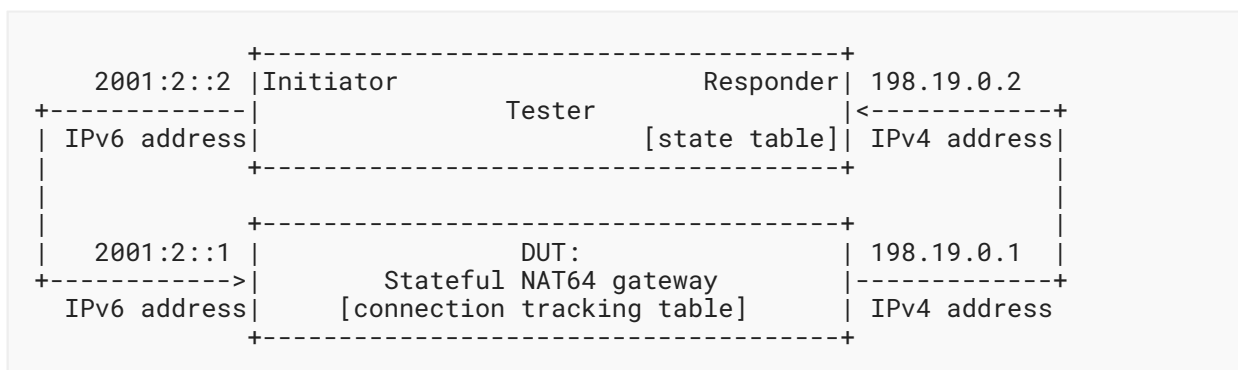 +--------------------------------------+
2001:2::2 |Initiator Responder| 198.19.0.2
+-------------| Tester |<------------+
| IPv6 address| [state table]| IPv4 address|
| +--------------------------------------+ |
| |
| +--------------------------------------+ |
| 2001:2::1 | DUT: | 198.19.0.1 |
+------------>| Stateful NAT64 gateway |-------------+
IPv6 address| [connection tracking table] | IPv4 address
+--------------------------------------+